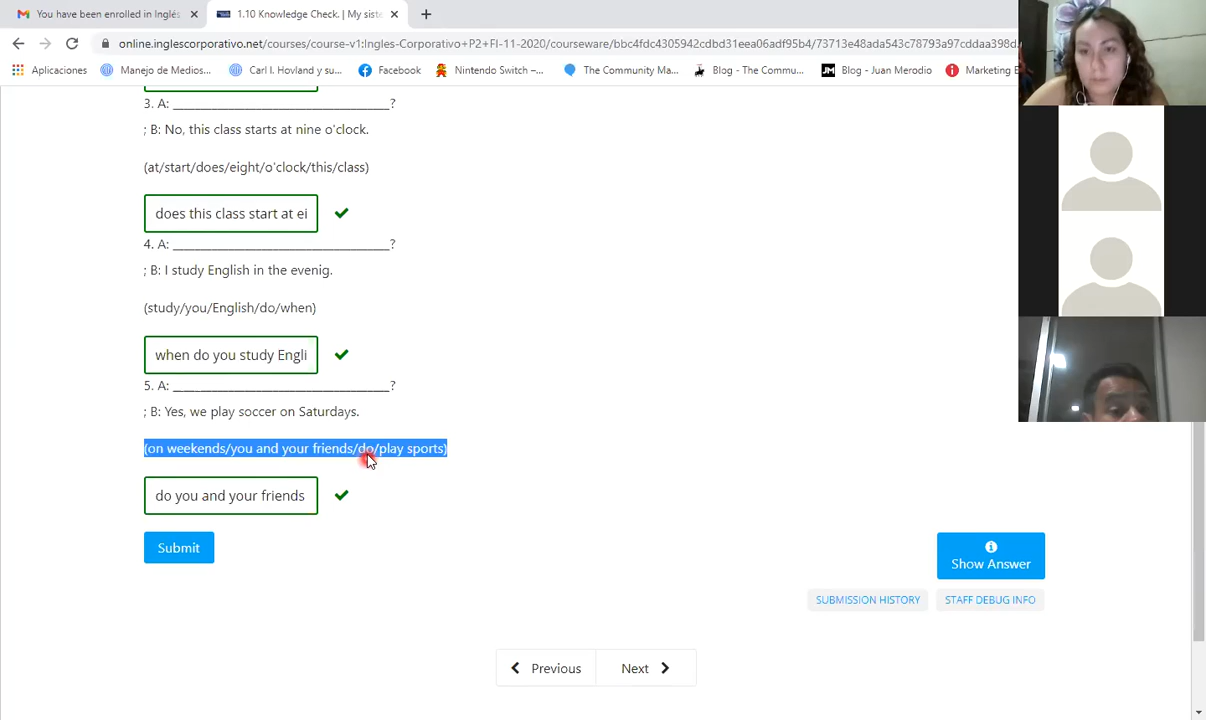 You have been enrolled in Inglés
1.10 Knowledge Check. | My siste
online.inglescorporativo.net/courses/course-v1:Ingles-Corporativo+P2+FI-11-2020/courseware/bbc4fdc4305942cdbd31eea06adf95b4/73713e48ada543c78793a97cddaa398d
Aplicaciones
Manejo de Medios...
Carl I. Hovland y su...
Facebook
Nintendo Switch –...
The Community Ma...
Blog - The Commu...
Blog - Juan Merodio
Marketing E
3. A: ________________________________?
; B: No, this class starts at nine o'clock.
(at/start/does/eight/o'clock/this/class)
does this class start at ei
4. A: ________________________________?
; B: I study English in the evenig.
(study/you/English/do/when)
when do you study Engli
5. A: ________________________________?
; B: Yes, we play soccer on Saturdays.
(on weekends/you and your friends/do/play sports)
do you and your friends
Submit
Show Answer
SUBMISSION HISTORY
STAFF DEBUG INFO
Previous
Next